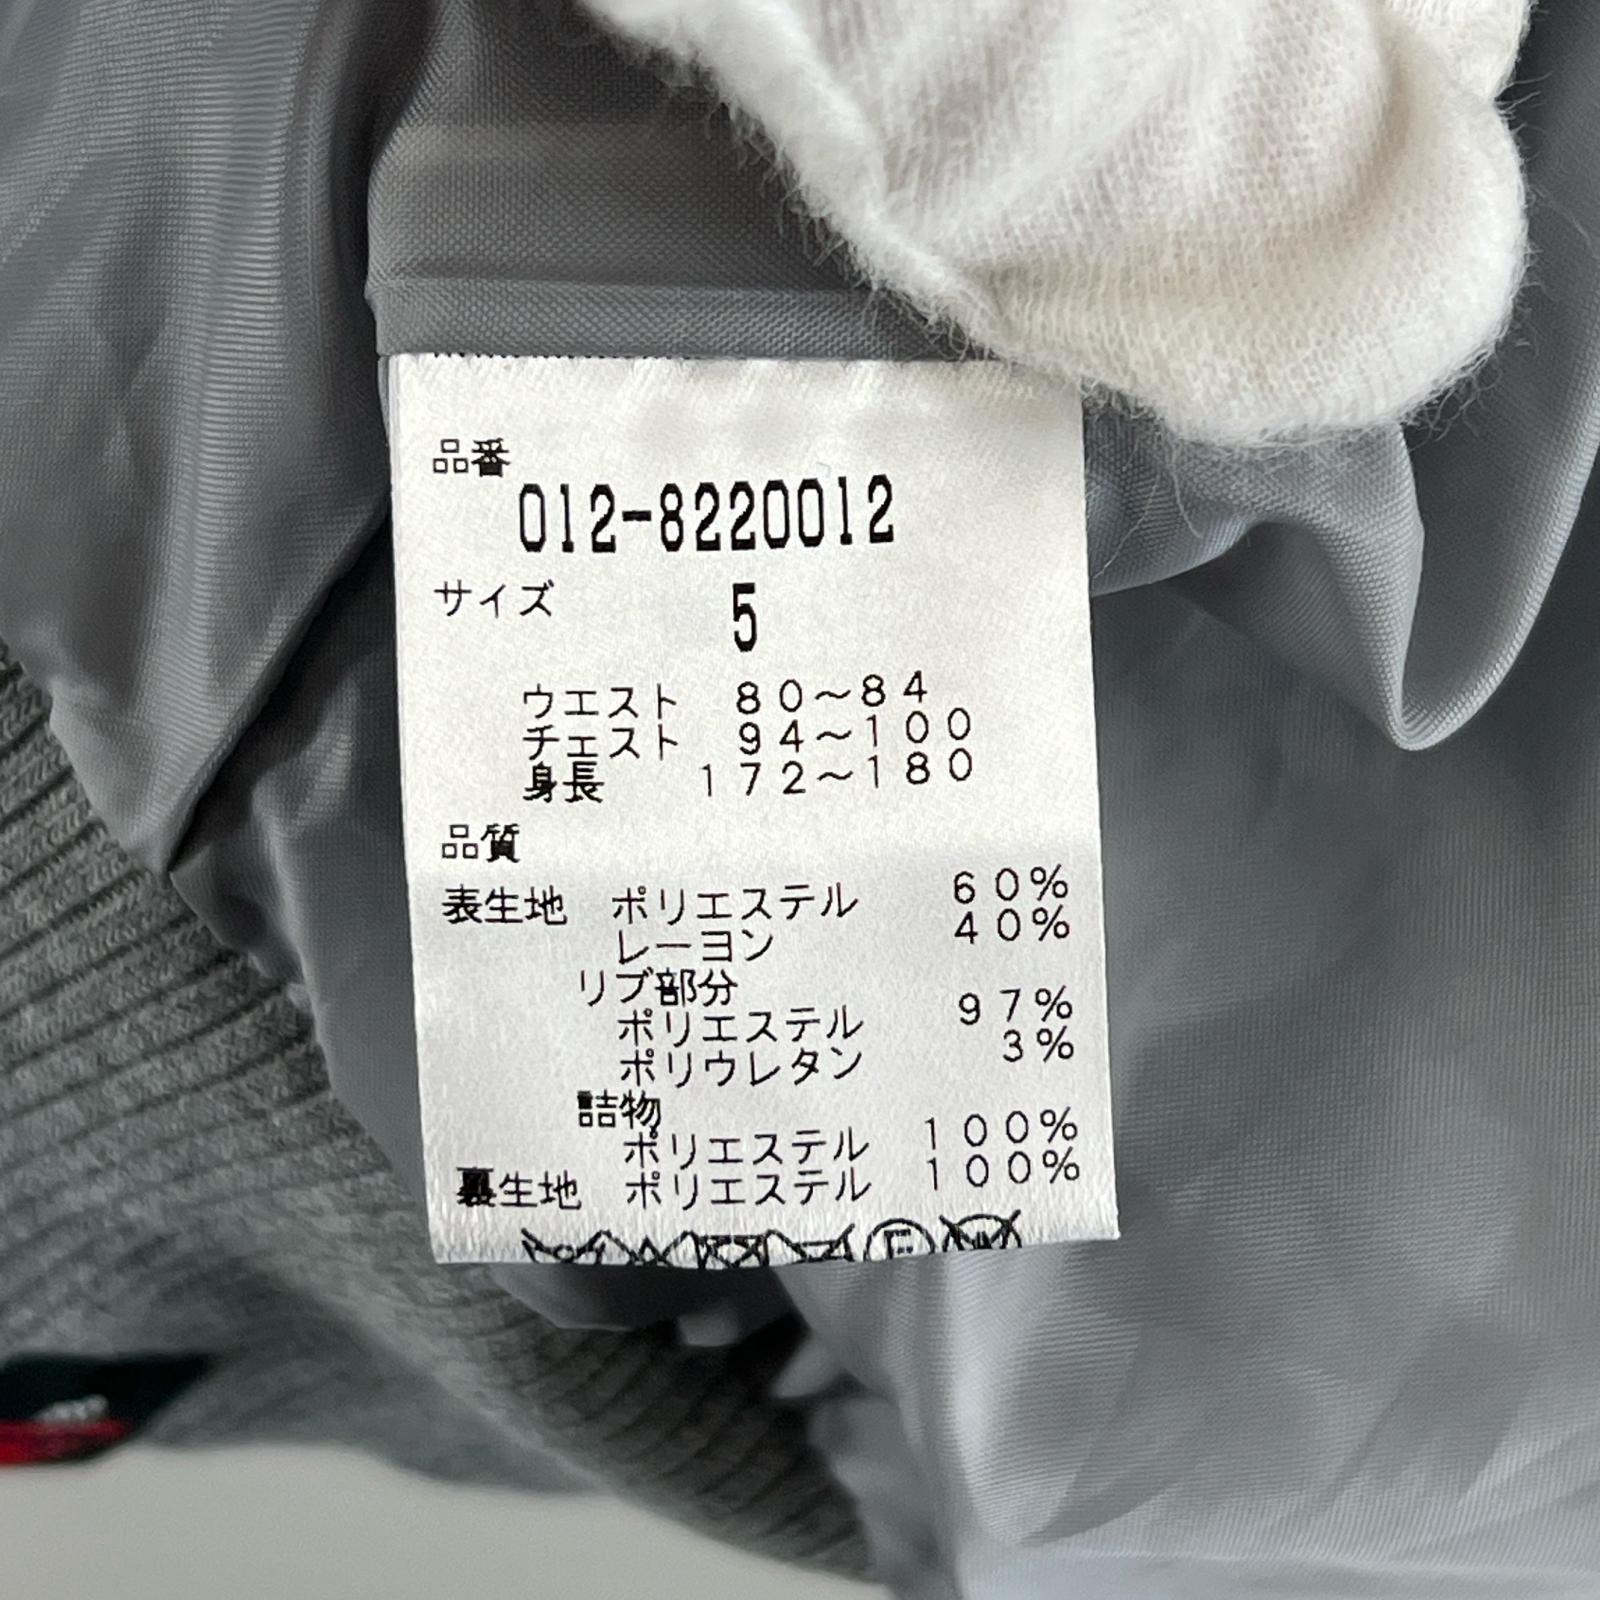 品番
012-8220012
サイズ 5
ウエスト 80～84
チェスト 94～100
身長 172～180
品質
表生地 ポリエステル 60%
レーヨン 40%
リブ部分
ポリエステル 97%
ポリウレタン 3%
詰物
ポリエステル 100%
裏生地 ポリエステル 100%